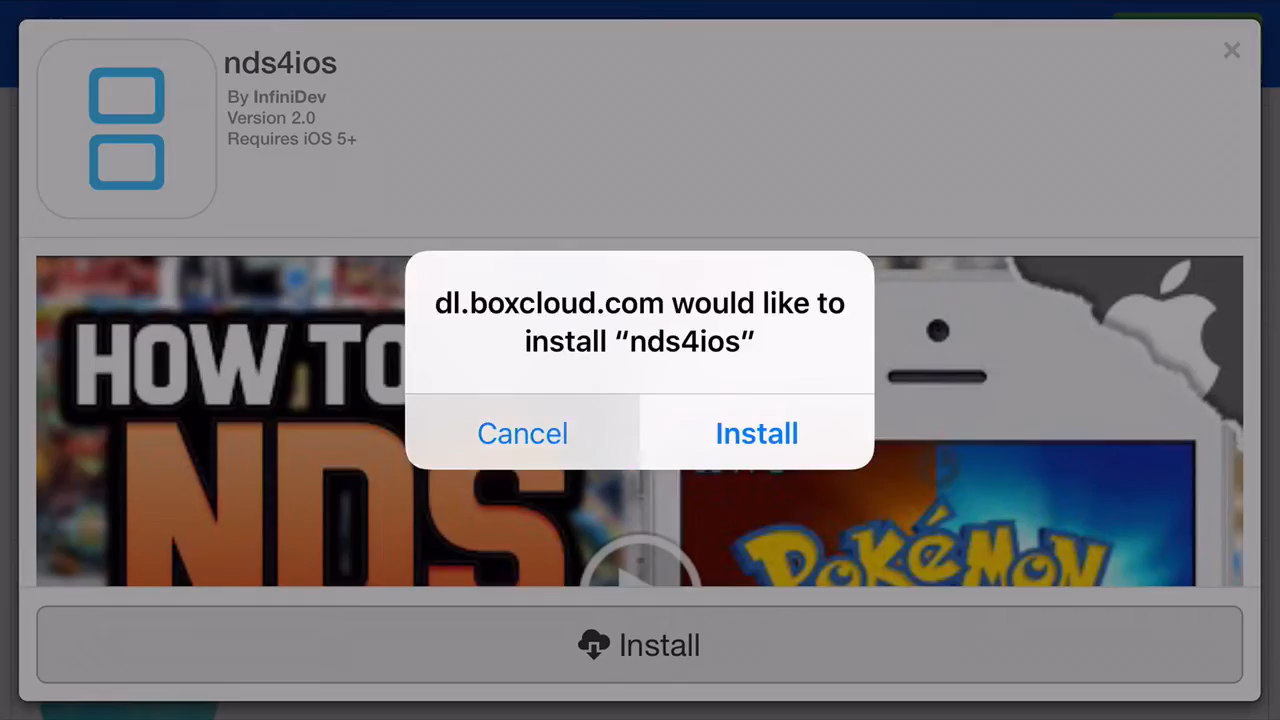 nds4ios
By InfiniDev
Version 2.0
Requires iOS 5+
dl.boxcloud.com would like to
install “nds4ios”
Cancel
Install
HOW TO
NDS
POKéMON
Install